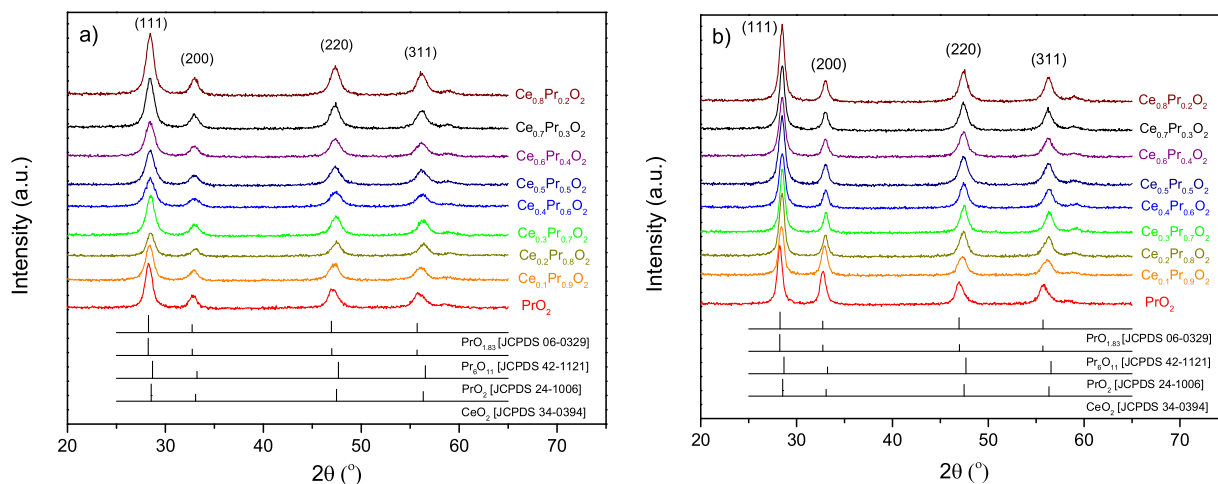 a)
(111)
(200)
(220)
(311)
Ce0.8Pr0.2O2
Ce0.7Pr0.3O2
Ce0.6Pr0.4O2
Ce0.5Pr0.5O2
Ce0.4Pr0.6O2
Ce0.3Pr0.7O2
Ce0.2Pr0.8O2
Ce0.1Pr0.9O2
PrO2
PrO1.83 [JCPDS 06-0329]
Pr6O11 [JCPDS 42-1121]
PrO2 [JCPDS 24-1006]
CeO2 [JCPDS 34-0394]
Intensity (a.u.)
20 30 40 50 60 70
2θ (°)
b)
(111)
(200)
(220)
(311)
Ce0.8Pr0.2O2
Ce0.7Pr0.3O2
Ce0.6Pr0.4O2
Ce0.5Pr0.5O2
Ce0.4Pr0.6O2
Ce0.3Pr0.7O2
Ce0.2Pr0.8O2
Ce0.1Pr0.9O2
PrO2
PrO1.83 [JCPDS 06-0329]
Pr6O11 [JCPDS 42-1121]
PrO2 [JCPDS 24-1006]
CeO2 [JCPDS 34-0394]
Intensity (a.u.)
20 30 40 50 60 70
2θ (°)